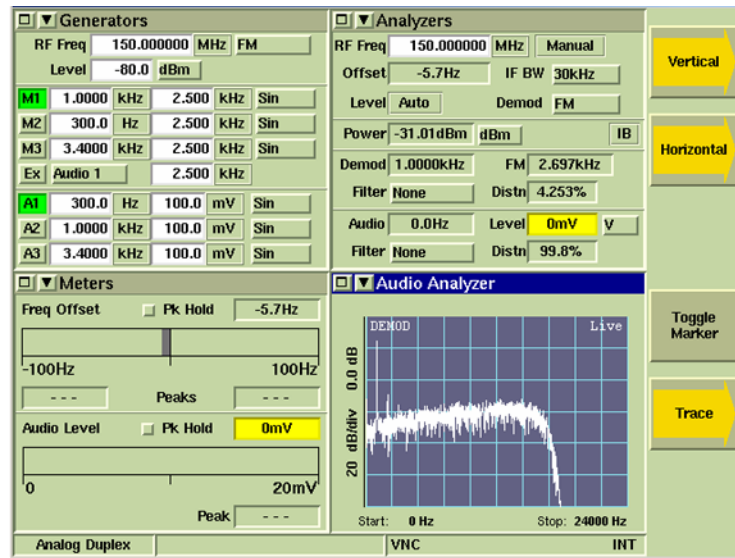 Generators
RF Freq 150.000000 MHz FM
Level -80.0 dBm
M1 1.0000 kHz 2.500 kHz Sin
M2 300.0 Hz 2.500 kHz Sin
M3 3.4000 kHz 2.500 kHz Sin
Ex Audio 1 2.500 kHz
A1 300.0 Hz 100.0 mV Sin
A2 1.0000 kHz 100.0 mV Sin
A3 3.4000 kHz 100.0 mV Sin
Analyzers
RF Freq 150.000000 MHz Manual
Offset -5.7Hz IF BW 30kHz
Level Auto Demod FM
Power -31.01dBm dBm IB
Demod 1.0000kHz FM 2.697kHz
Filter None Distn 4.253%
Audio 0.0Hz Level 0mV V
Filter None Distn 99.8%
Meters
Freq Offset Pk Hold -5.7Hz
-100Hz 100Hz
- - - Peaks - - -
Audio Level Pk Hold 0mV
0 20mV
Peak - - -
Audio Analyzer
DEMOD Live
0.0 dB
20 dB/div
Start: 0 Hz Stop: 24000 Hz
Vertical
Horizontal
Toggle
Marker
Trace
Analog Duplex VNC INT